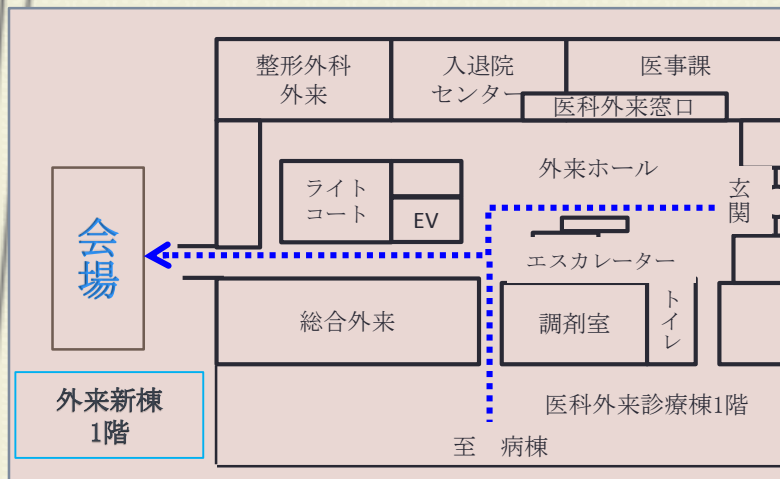 整形外科
外来
入退院
センター
医事課
医科外来窓口
外来ホール
玄関
ライト
コート
EV
会場
エスカレーター
総合外来
調剤室
トイレ
外来新棟
1階
医科外来診療棟1階
至 病棟